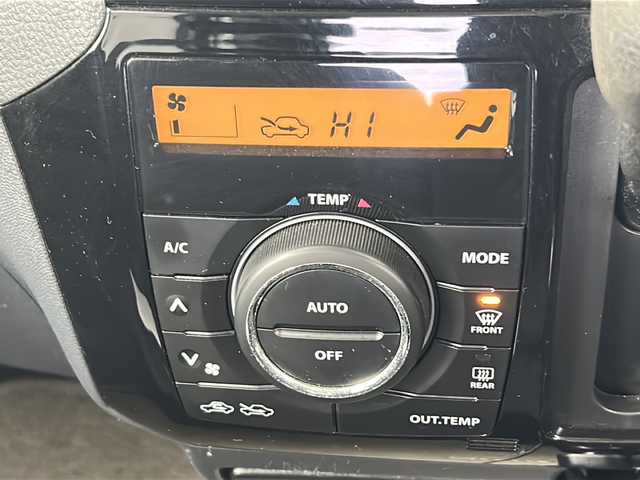 HI
TEMP
A/C
MODE
AUTO
OFF
FRONT
REAR
OUT.TEMP